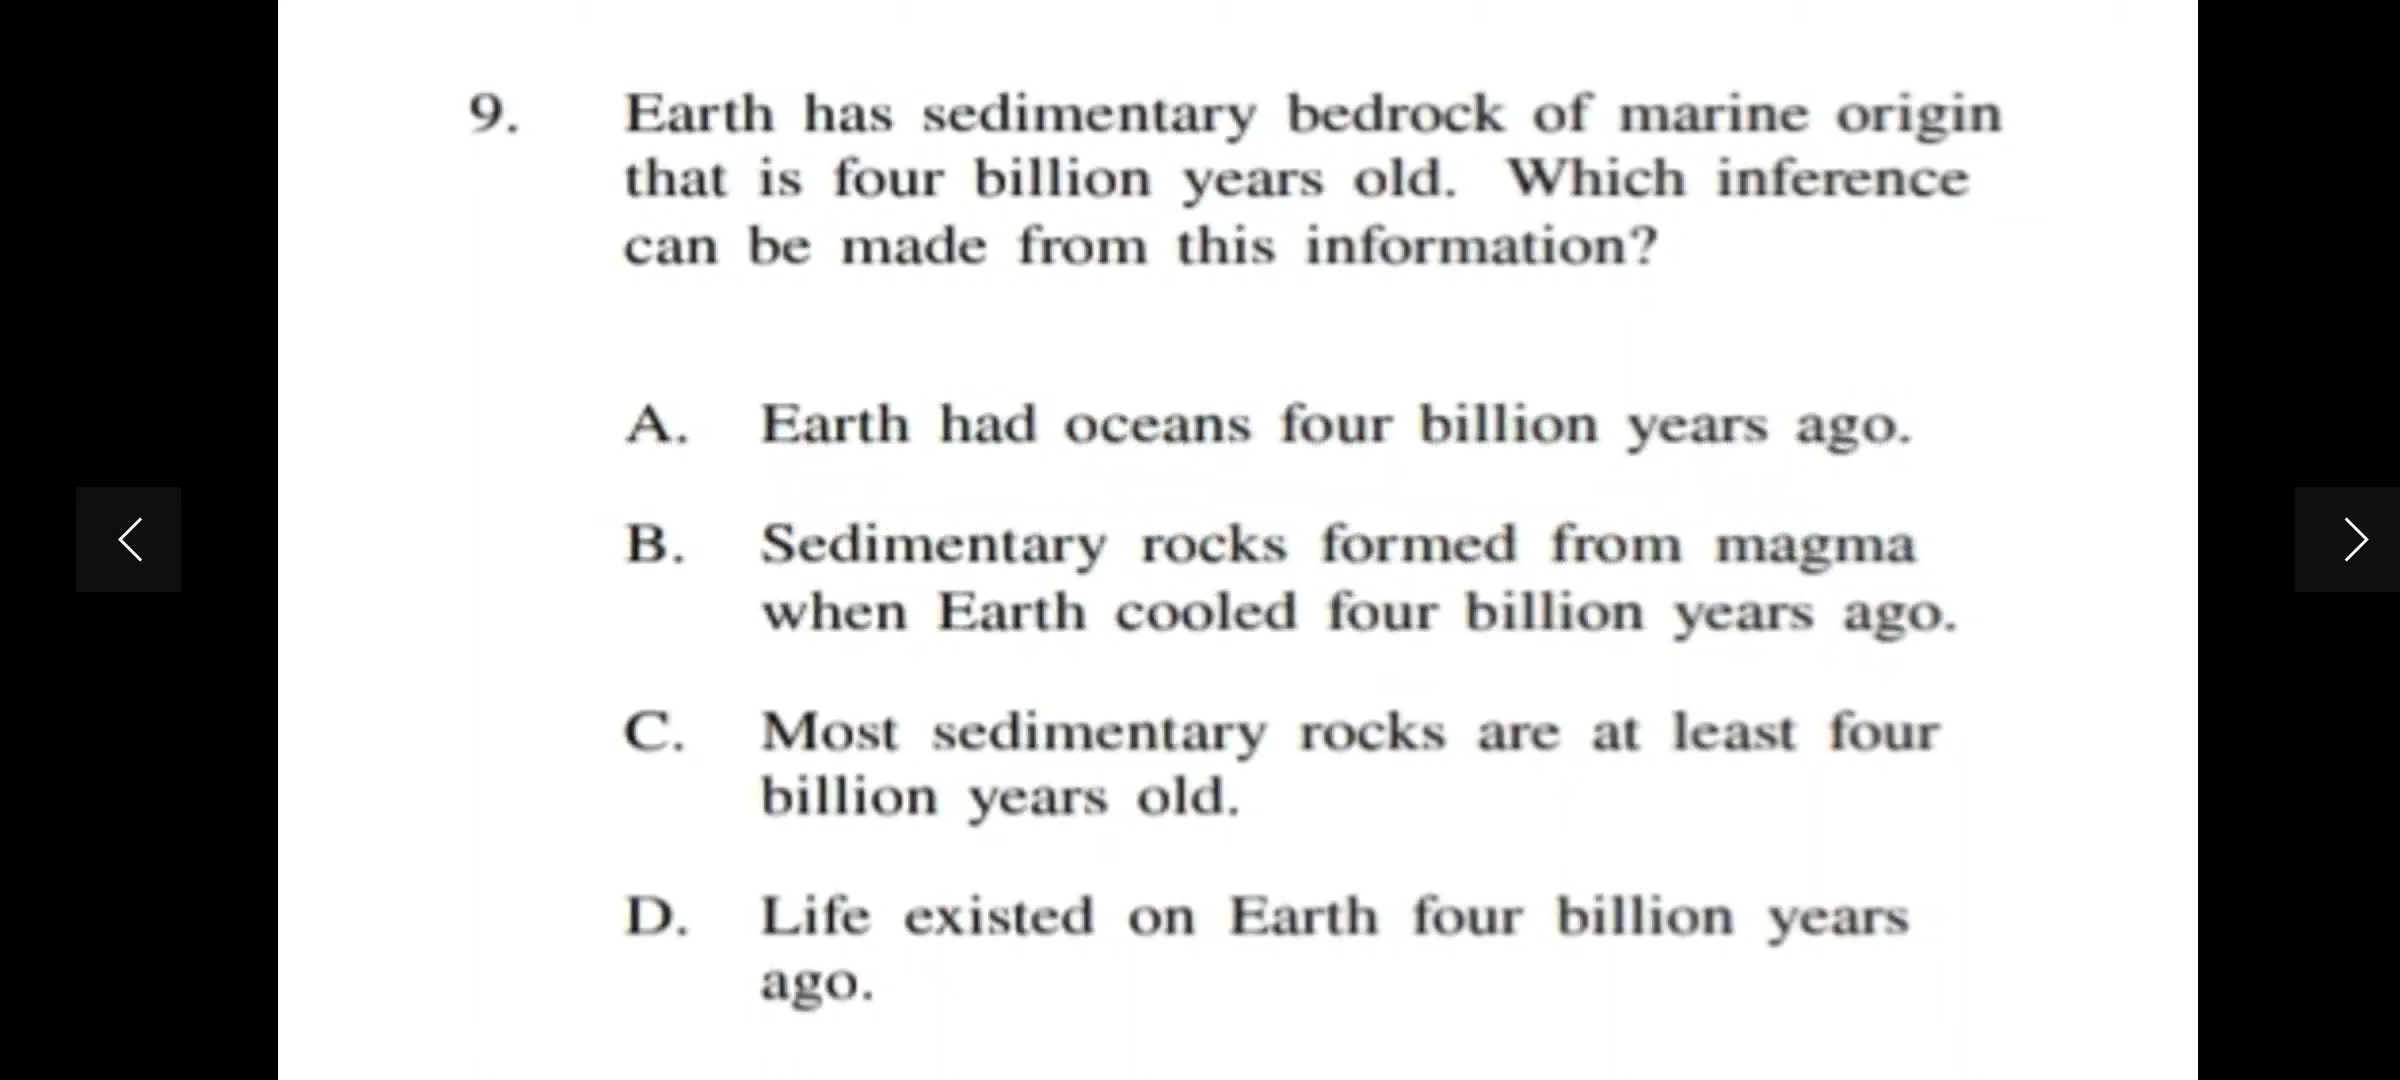 9. Earth has sedimentary bedrock of marine origin
that is four billion years old. Which inference
can be made from this information?
A. Earth had oceans four billion years ago.
B. Sedimentary rocks formed from magma
when Earth cooled four billion years ago.
C. Most sedimentary rocks are at least four
billion years old.
D. Life existed on Earth four billion years
ago.